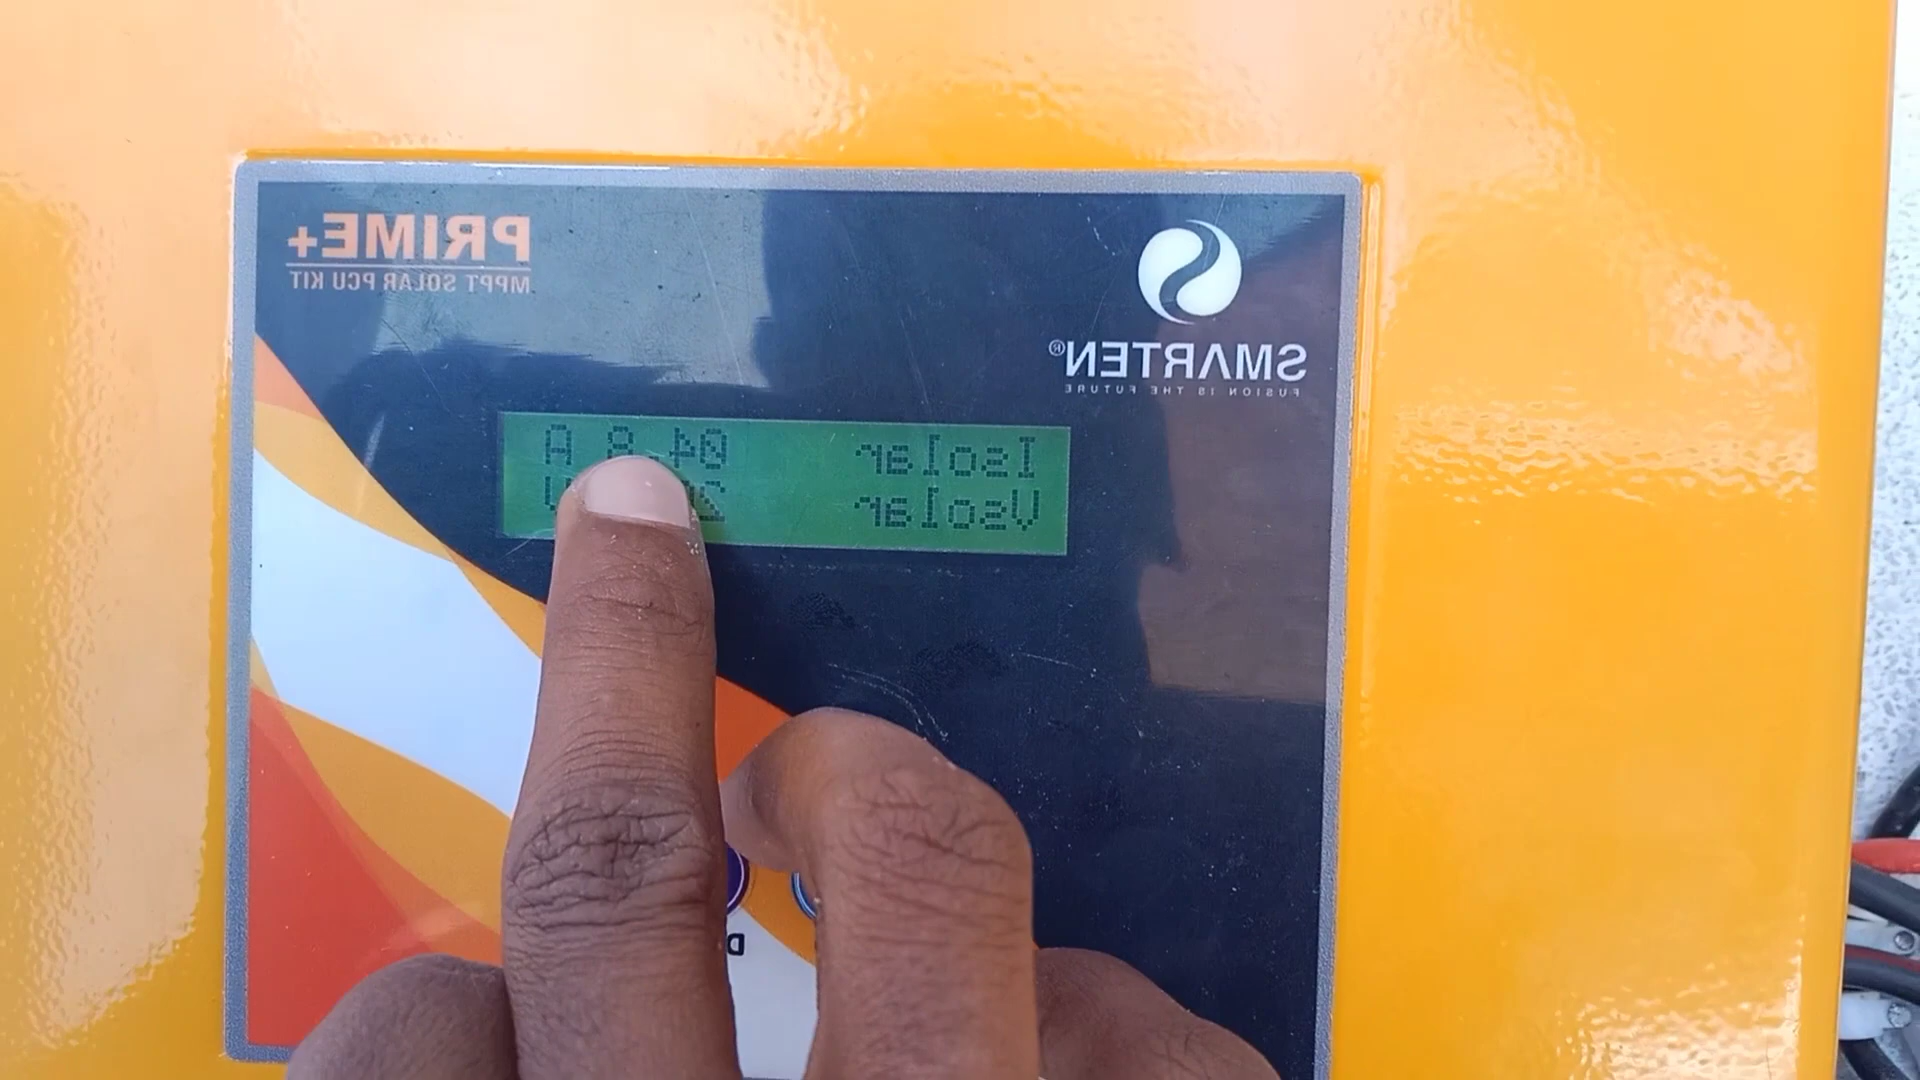 SMARTEN®
FUSION IS THE FUTURE
PRIME+
MPPT SOLAR PCU KIT
Isolar 04.8 A
Vsolar